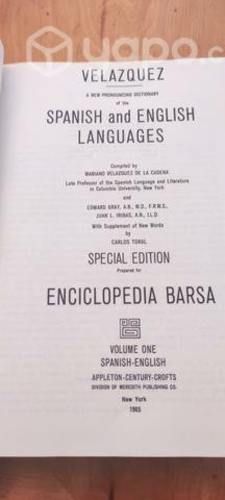 yapo.cl
VELAZQUEZ
A NEW PRONOUNCING DICTIONARY
of the
SPANISH and ENGLISH
LANGUAGES
Compiled by
MARIANO VELAZQUEZ DE LA CADENA
Late Professor of the Spanish Language and Literature
in Columbia University, New York
and
EDWARD GRAY, A.B., M.D., F.R.M.S.
JUAN L. IRIBAS, A.B., LL.D.
With Supplement of New Words
by
CARLOS TORAL
SPECIAL EDITION
Prepared for
ENCICLOPEDIA BARSA
VOLUME ONE
SPANISH-ENGLISH
APPLETON-CENTURY-CROFTS
DIVISION OF MEREDITH PUBLISHING CO.
New York
1965